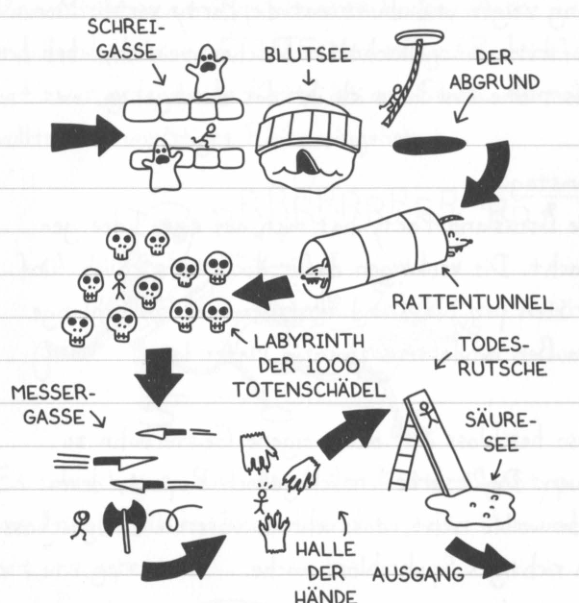 SCHREI-
GASSE
BLUTSEE
DER
ABGRUND
RATTENTUNNEL
LABYRINTH
DER 1000
TOTENSCHÄDEL
TODES-
RUTSCHE
MESSER-
GASSE
SÄURE-
SEE
HALLE
DER
HÄNDE
AUSGANG